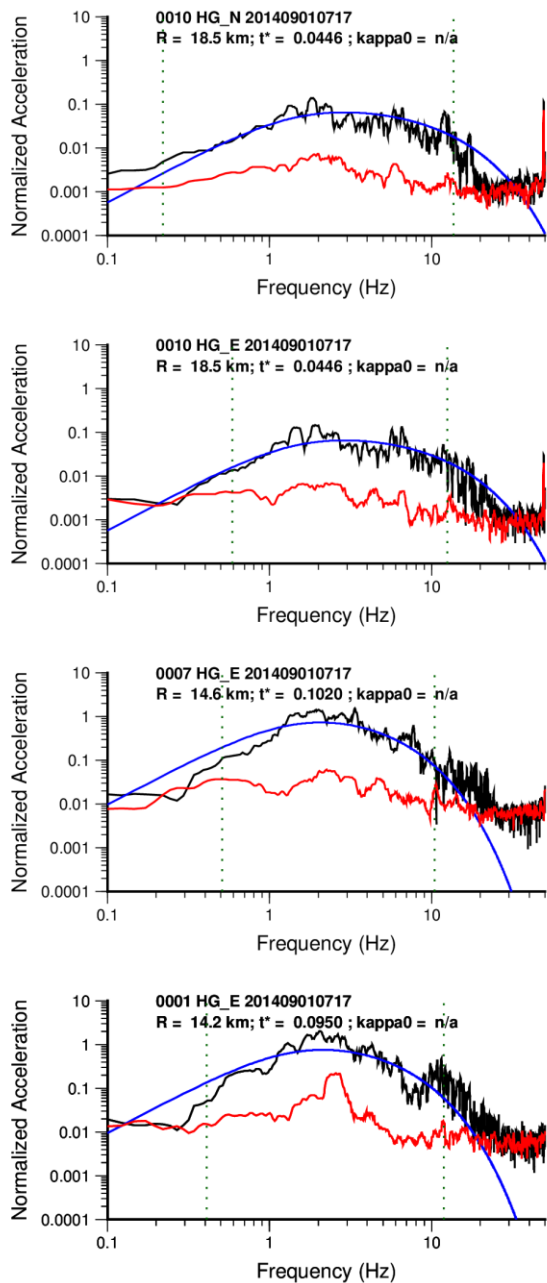 0010 HG_N 201409010717
R = 18.5 km; t* = 0.0446 ; kappa0 = n/a
10
1
0.1
0.01
0.001
0.0001
Normalized Acceleration
0.1
1
10
Frequency (Hz)
0010 HG_E 201409010717
R = 18.5 km; t* = 0.0446 ; kappa0 = n/a
10
1
0.1
0.01
0.001
0.0001
Normalized Acceleration
0.1
1
10
Frequency (Hz)
0007 HG_E 201409010717
R = 14.6 km; t* = 0.1020 ; kappa0 = n/a
10
1
0.1
0.01
0.001
0.0001
Normalized Acceleration
0.1
1
10
Frequency (Hz)
0001 HG_E 201409010717
R = 14.2 km; t* = 0.0950 ; kappa0 = n/a
10
1
0.1
0.01
0.001
0.0001
Normalized Acceleration
0.1
1
10
Frequency (Hz)